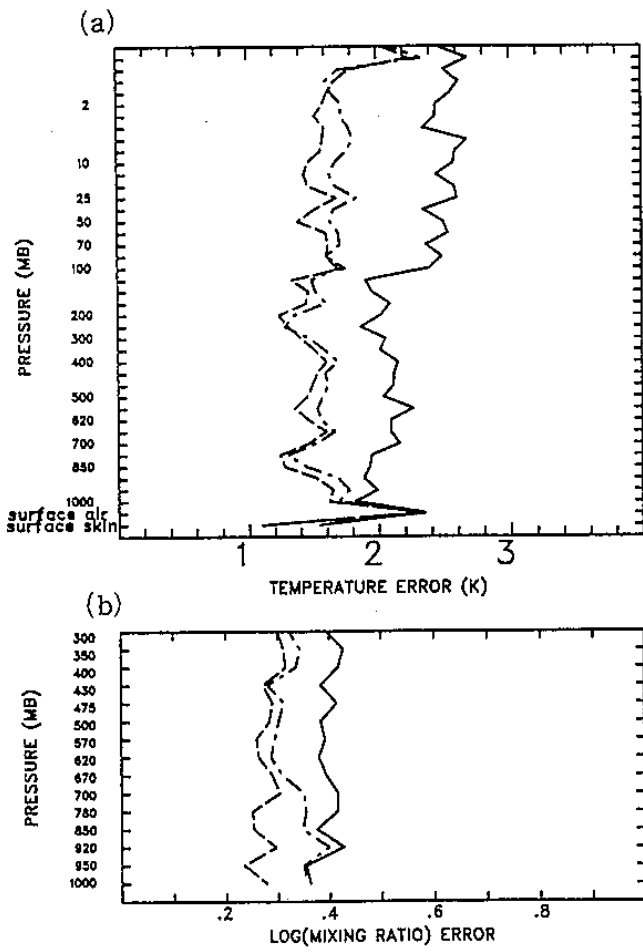 (a)
PRESSURE (MB)
2
10
25
50
70
100
200
300
400
500
620
700
850
1000
surface air
surface skin
1 2 3
TEMPERATURE ERROR (K)
(b)
PRESSURE (MB)
300
350
400
430
475
500
570
620
670
700
780
850
920
950
1000
.2 .4 .6 .8
LOG(MIXING RATIO) ERROR